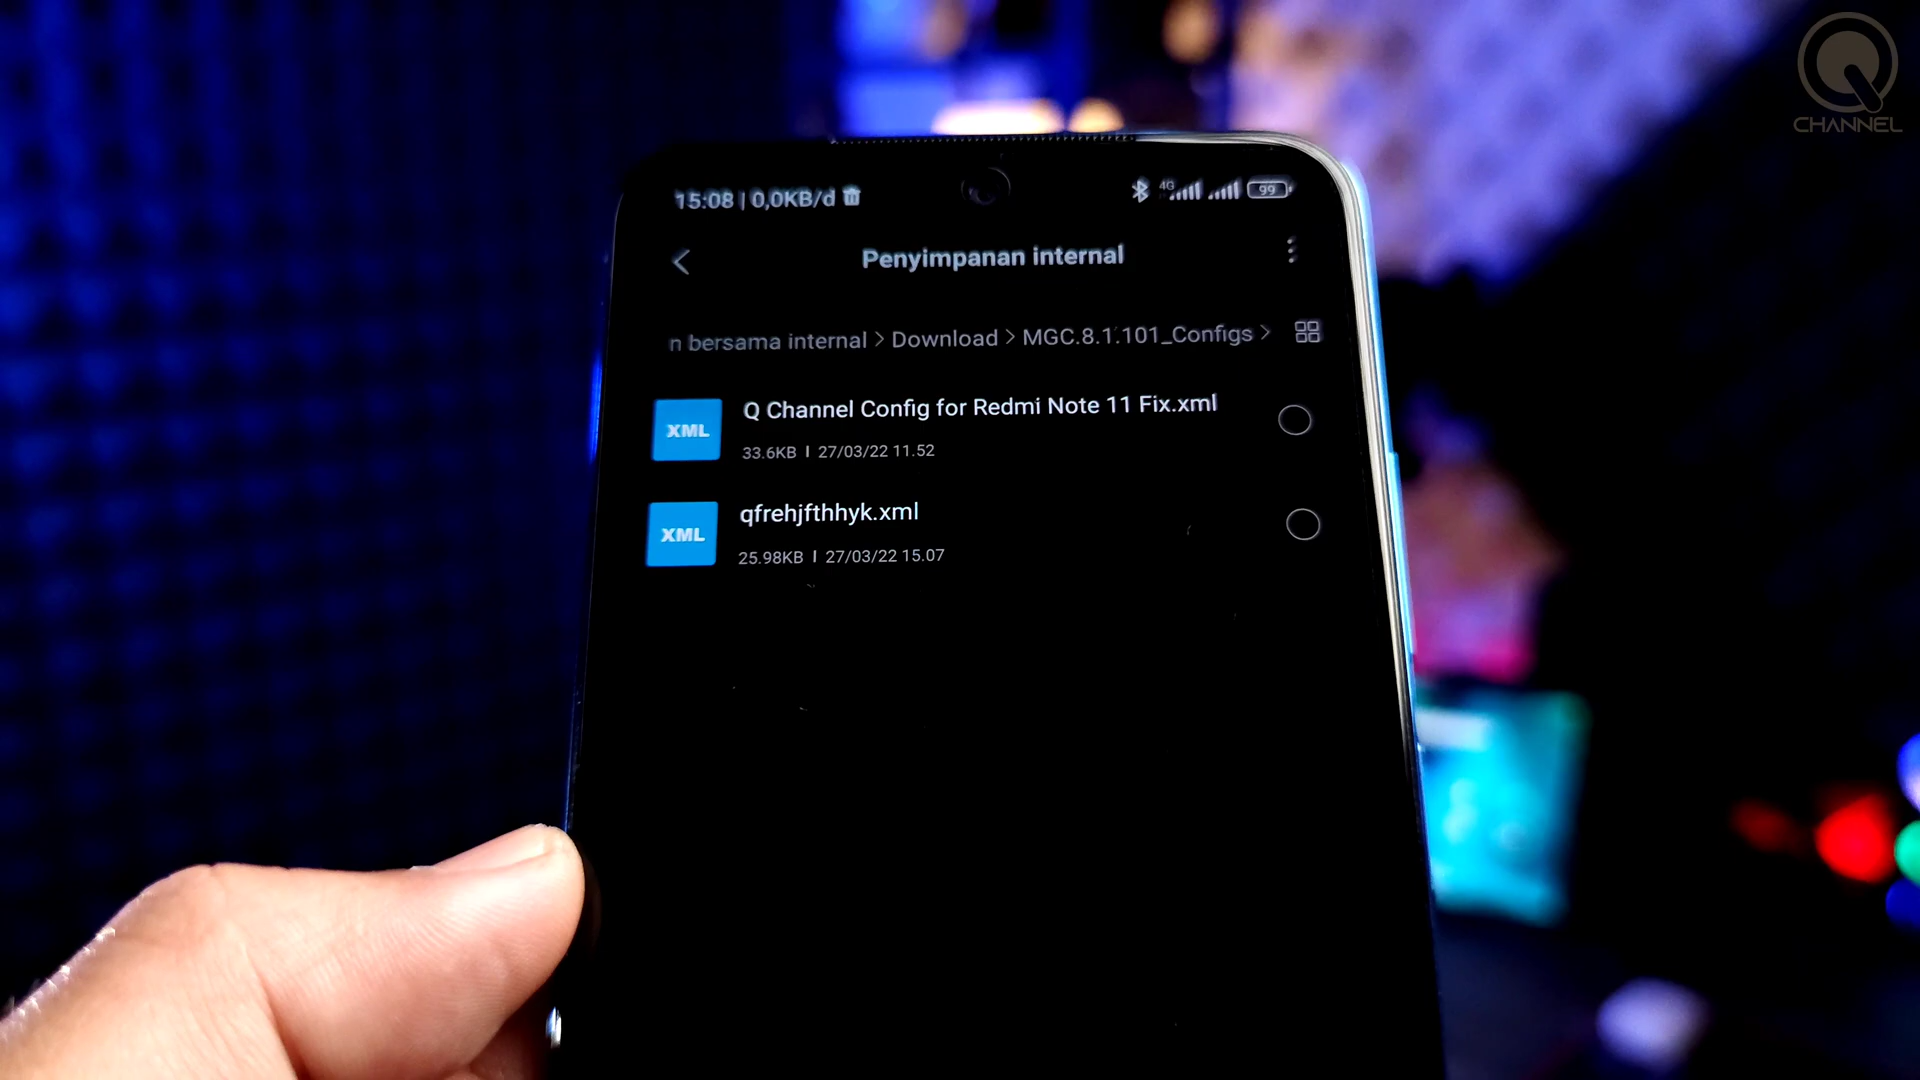 CHANNEL
15:08 | 0,0KB/d
4G
99
Penyimpanan internal
n bersama internal > Download > MGC.8.1.101_Configs >
XML
Q Channel Config for Redmi Note 11 Fix.xml
33.6KB | 27/03/22 11.52
XML
qfrehjfthhyk.xml
25.98KB | 27/03/22 15.07